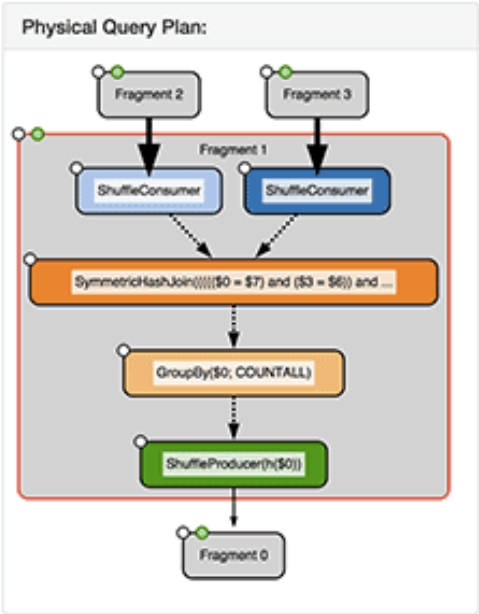 Physical Query Plan:
Fragment 2
Fragment 3
Fragment 1
ShuffleConsumer
ShuffleConsumer
SymmetricHashJoin(((((($0 = $7) and ($3 = $6)) and ...
GroupBy($0; COUNTALL)
ShuffleProducer(h($0))
Fragment 0